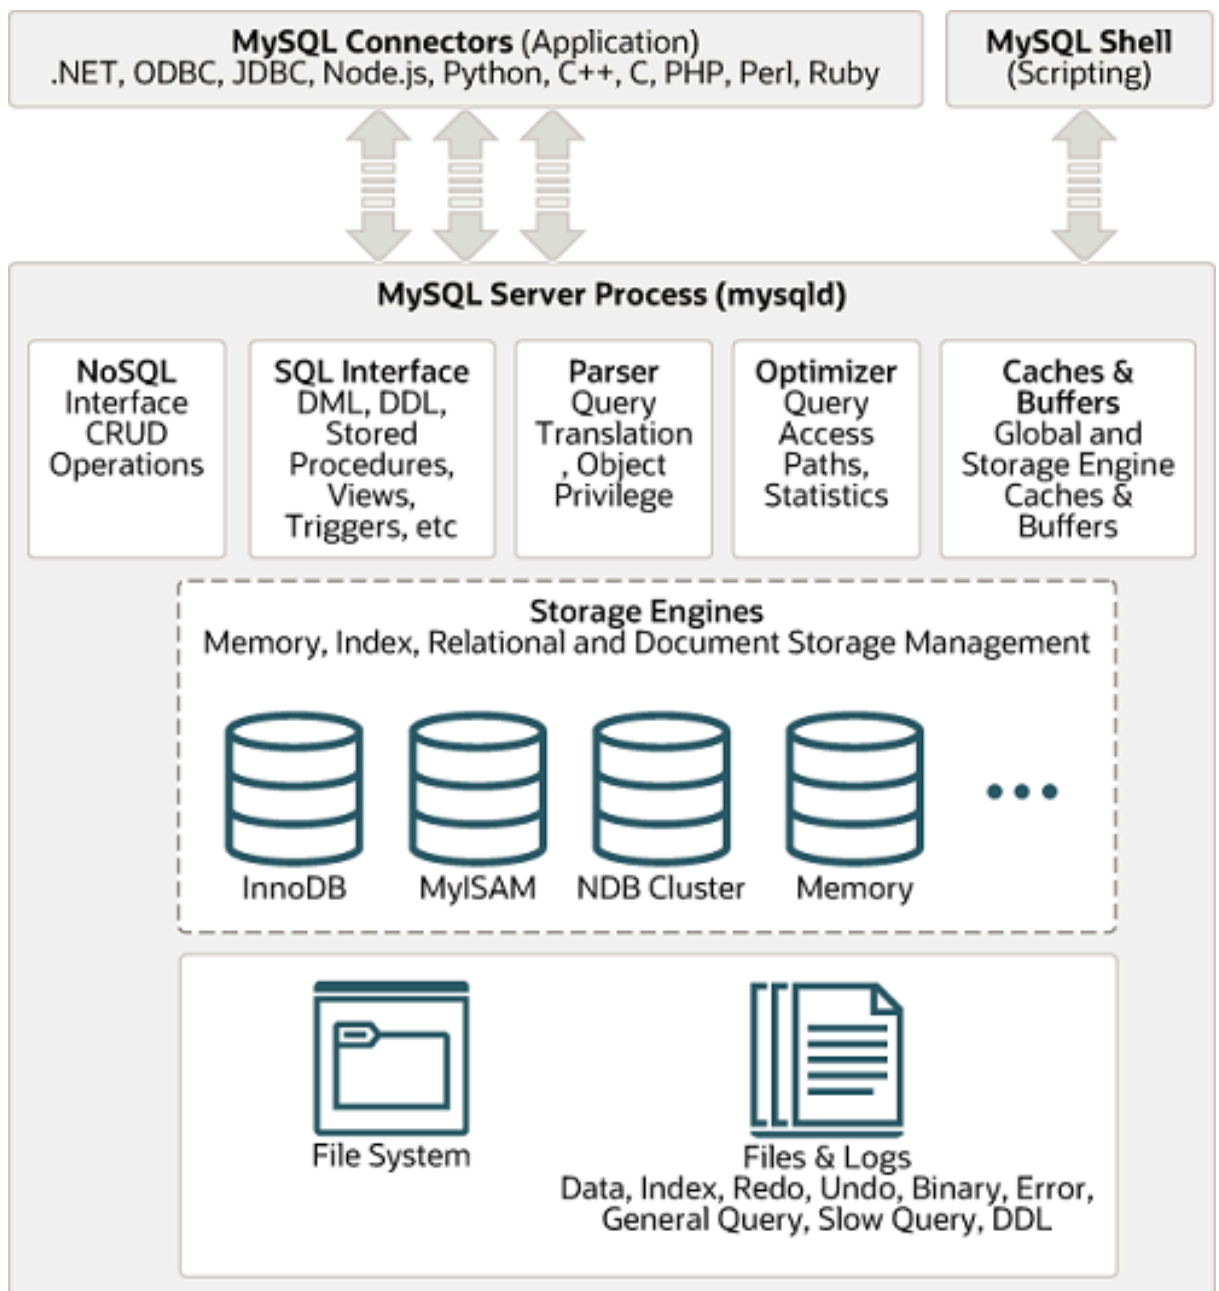 MySQL Connectors (Application)
.NET, ODBC, JDBC, Node.js, Python, C++, C, PHP, Perl, Ruby
MySQL Shell
(Scripting)
MySQL Server Process (mysqld)
NoSQL
Interface
CRUD
Operations
SQL Interface
DML, DDL,
Stored
Procedures,
Views,
Triggers, etc
Parser
Query
Translation
, Object
Privilege
Optimizer
Query
Access
Paths,
Statistics
Caches &
Buffers
Global and
Storage Engine
Caches &
Buffers
Storage Engines
Memory, Index, Relational and Document Storage Management
InnoDB
MyISAM
NDB Cluster
Memory
File System
Files & Logs
Data, Index, Redo, Undo, Binary, Error,
General Query, Slow Query, DDL